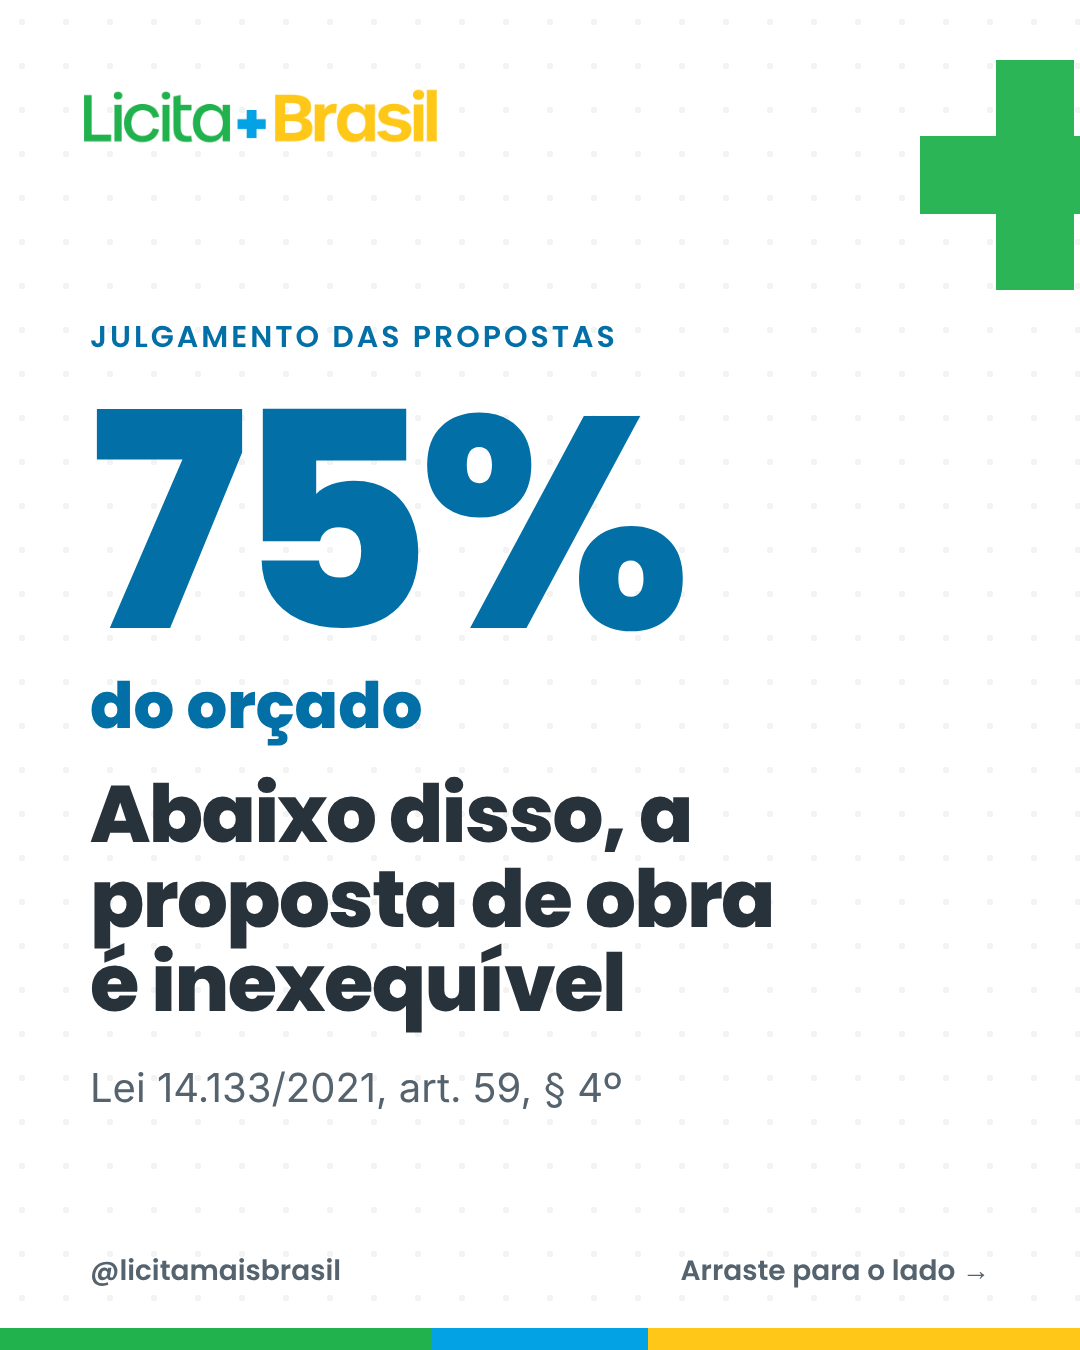 Licita+Brasil
JULGAMENTO DAS PROPOSTAS
75%
do orçado
Abaixo disso, a
proposta de obra
é inexequível
Lei 14.133/2021, art. 59, § 4º
@licitamaisbrasil
Arraste para o lado →